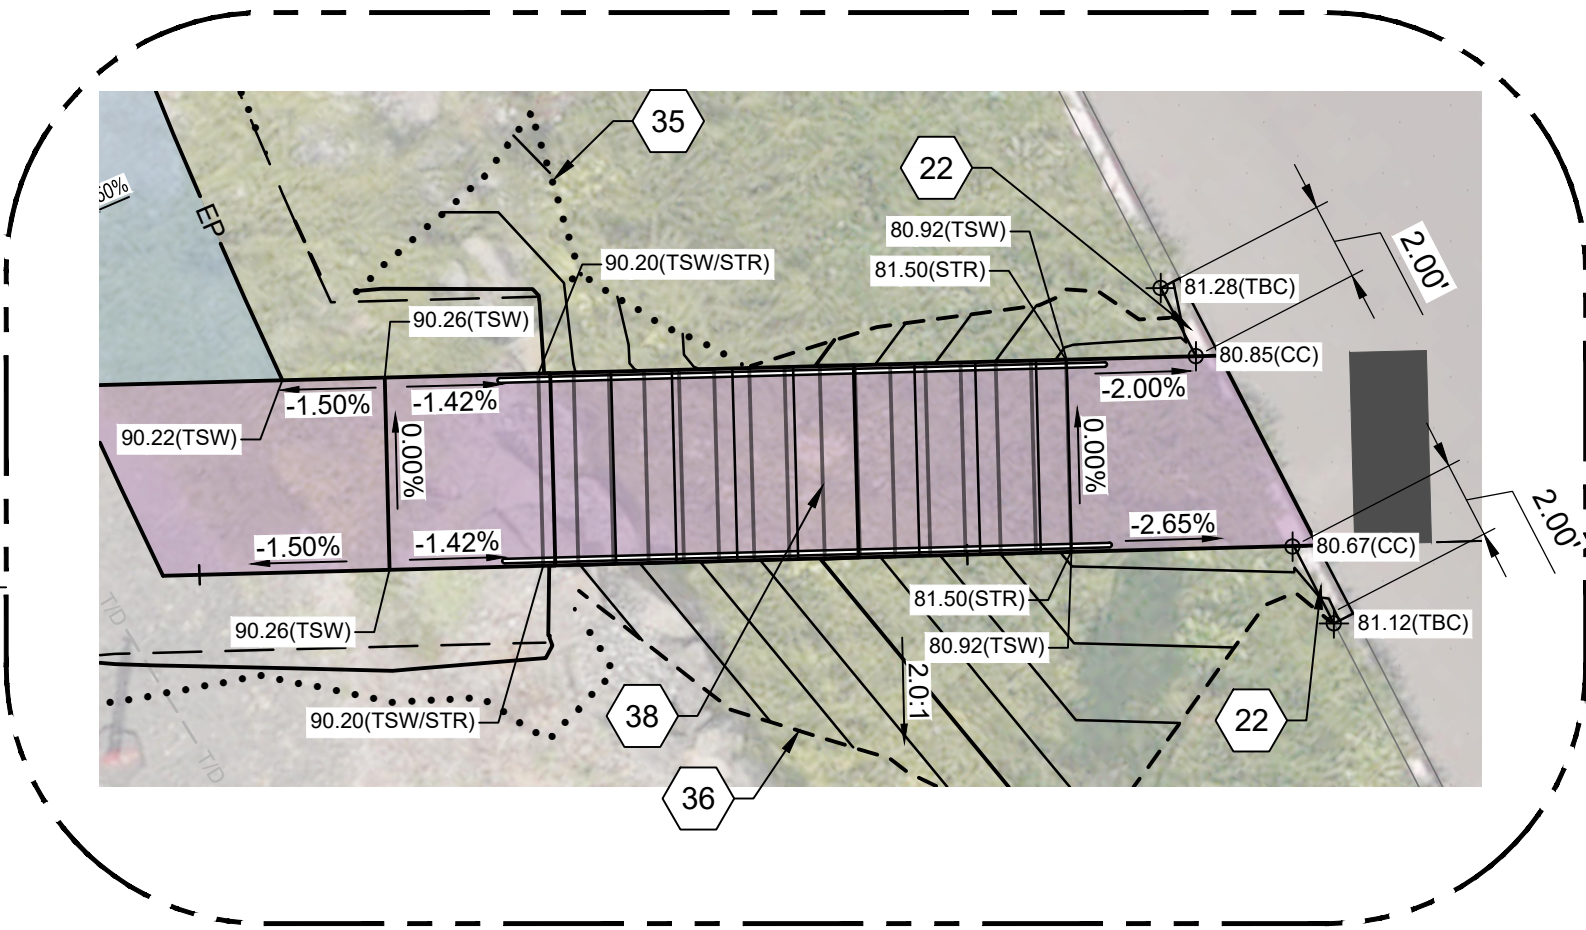 35
22
60%
EP
80.92(TSW)
2.00'
90.20(TSW/STR)
81.50(STR)
81.28(TBC)
90.26(TSW)
80.85(CC)
-1.50%
-1.42%
-2.00%
90.22(TSW)
0.00%
0.00%
-1.50%
-1.42%
-2.65%
2.00'
80.67(CC)
81.50(STR)
T/D
81.12(TBC)
90.26(TSW)
80.92(TSW)
2.0:1
90.20(TSW/STR)
38
22
T/D
36